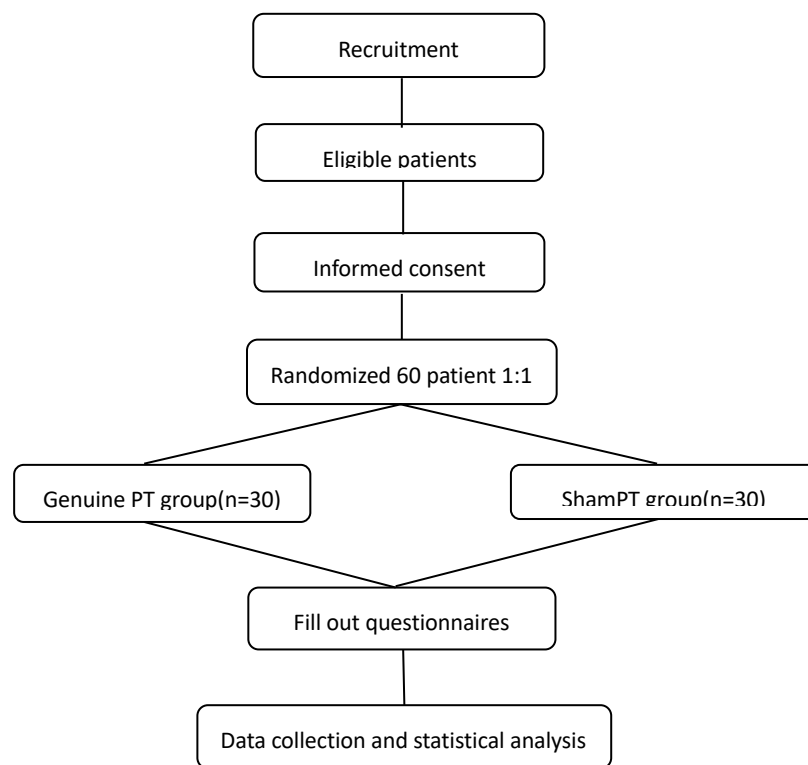 Recruitment
Eligible patients
Informed consent
Randomized 60 patient 1:1
Genuine PT group(n=30)
ShamPT group(n=30)
Fill out questionnaires
Data collection and statistical analysis